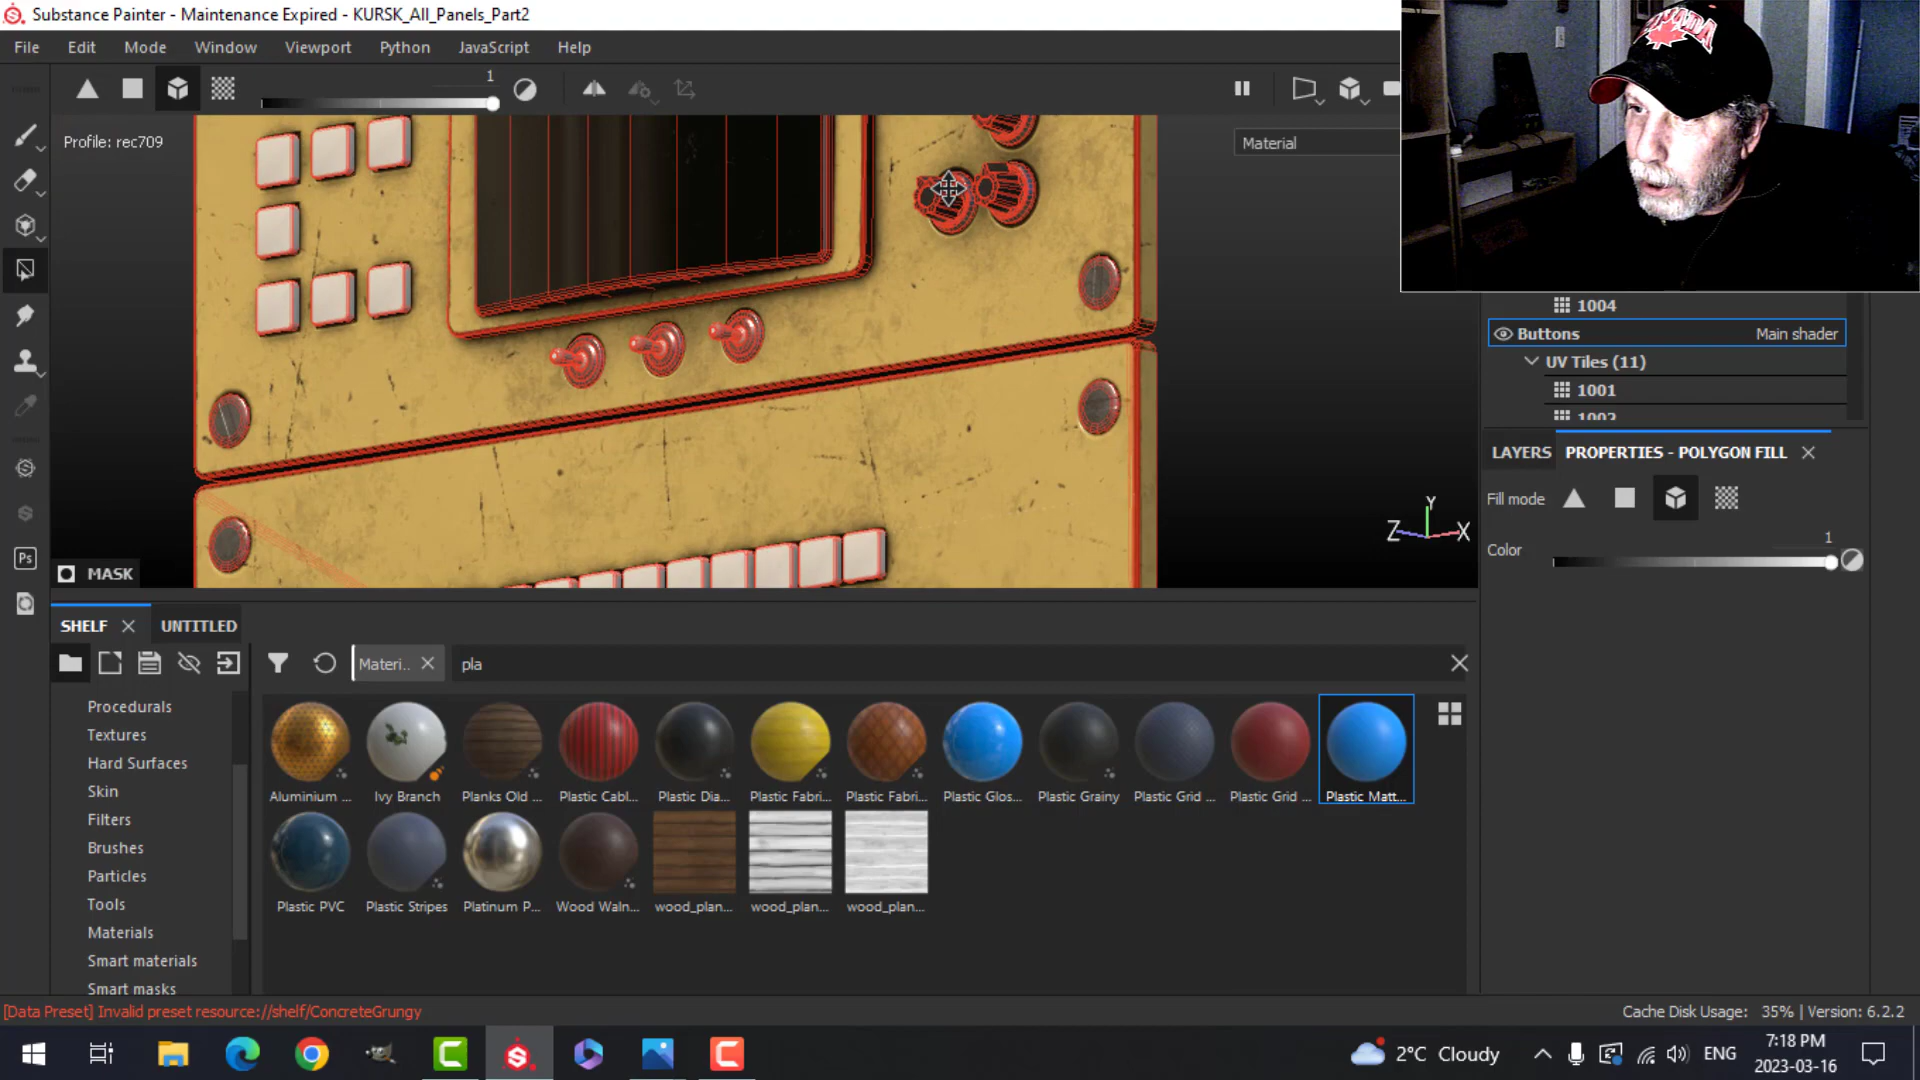 Substance Painter - Maintenance Expired - KURSK_All_Panels_Part2
File Edit Mode Window Viewport Python JavaScript Help
1
Profile: rec709
Material
1004
Buttons Main shader
UV Tiles (11)
1001
1002
LAYERS PROPERTIES - POLYGON FILL
Fill mode
1
Color
Y
Z X
MASK
SHELF UNTITLED
Materi.. pla
Procedurals
Textures
Hard Surfaces
Skin
Filters
Brushes
Particles
Tools
Materials
Smart materials
Smart masks
Aluminium ... Ivy Branch Planks Old ... Plastic Cabl... Plastic Dia... Plastic Fabri... Plastic Fabri... Plastic Glos... Plastic Grainy Plastic Grid ... Plastic Grid ... Plastic Matt...
Plastic PVC Plastic Stripes Platinum P... Wood Waln... wood_plan... wood_plan... wood_plan...
[Data Preset] Invalid preset resource://shelf/ConcreteGrungy
Cache Disk Usage: 35% | Version: 6.2.2
2°C Cloudy
ENG
7:18 PM
2023-03-16
Ps